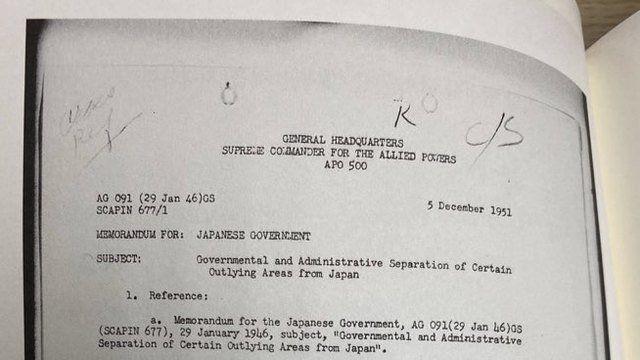 K
C/S
GENERAL HEADQUARTERS
SUPREME COMMANDER FOR THE ALLIED POWERS
APO 500
AG 091 (29 Jan 46)GS
SCAPIN 677/1
5 December 1951
MEMORANDUM FOR: JAPANESE GOVERNMENT
SUBJECT: Governmental and Administrative Separation of Certain
Outlying Areas from Japan
1. Reference:
a. Memorandum for the Japanese Government, AG 091(29 Jan 46)GS
(SCAPIN 677), 29 January 1946, subject, "Governmental and Administrative
Separation of Certain Outlying Areas from Japan".